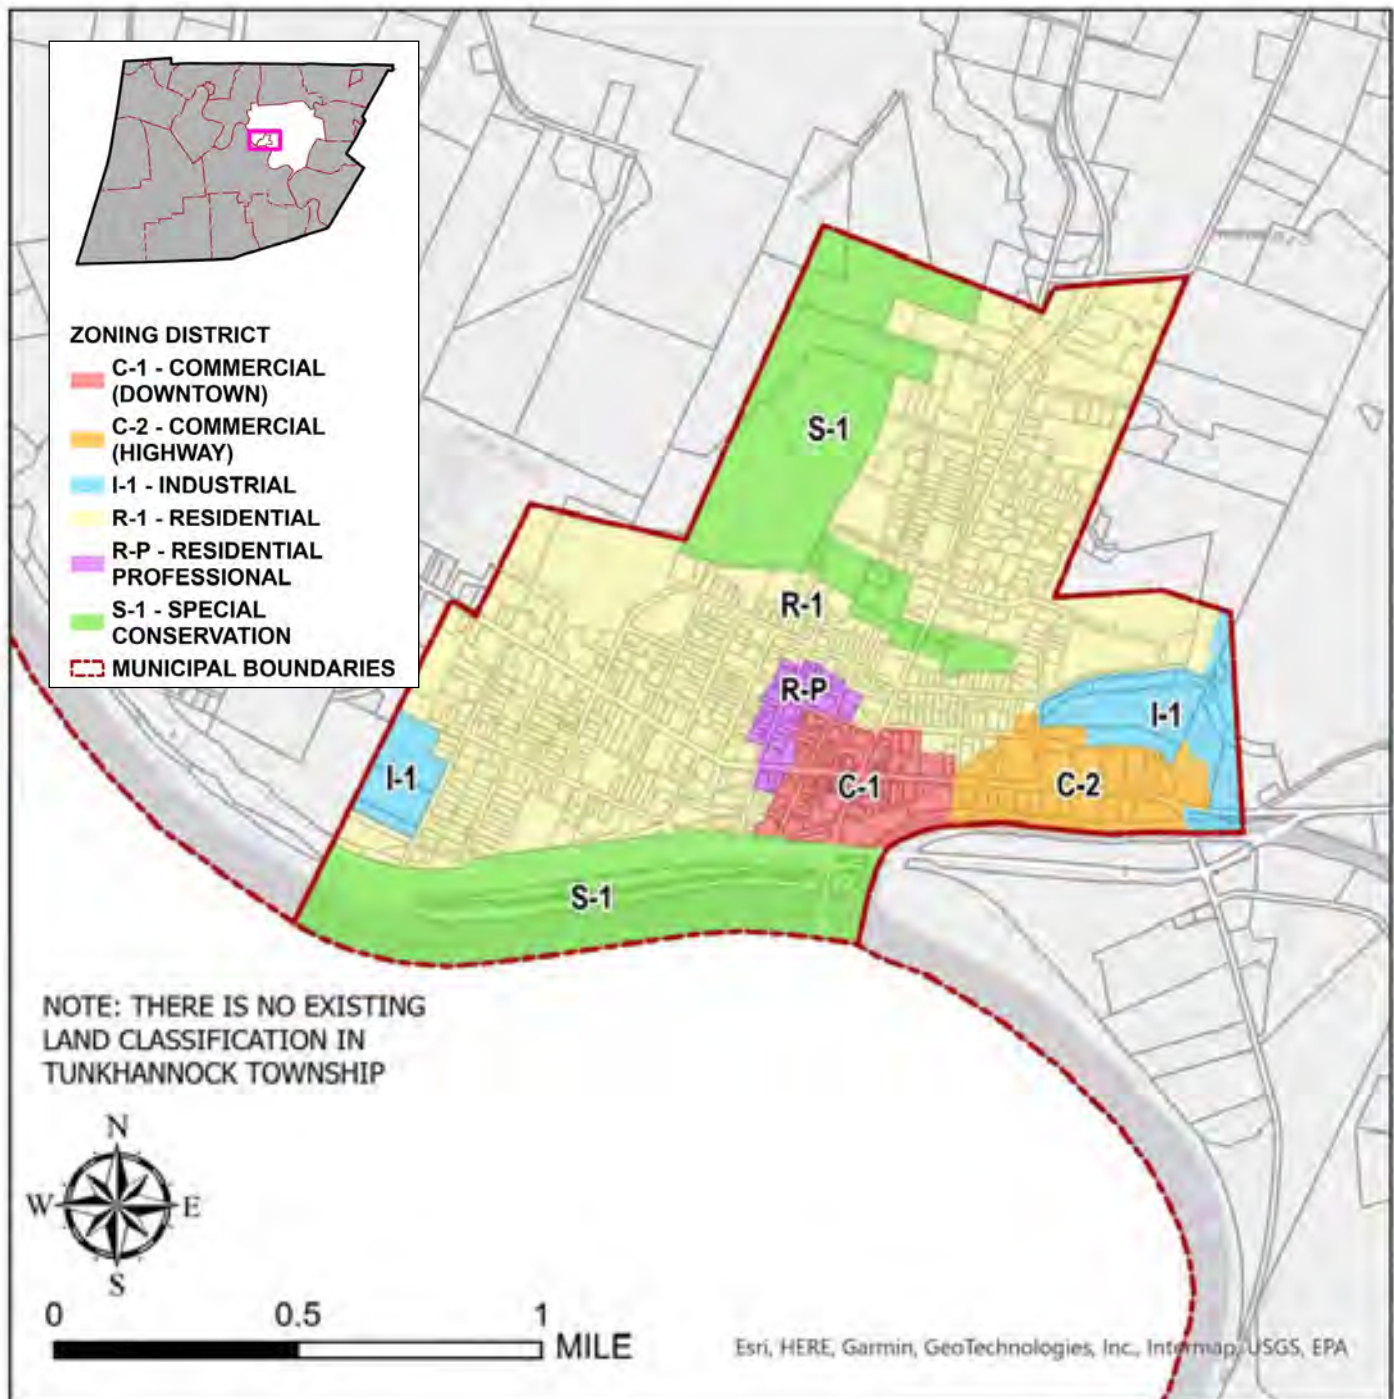 ZONING DISTRICT
C-1 - COMMERCIAL
(DOWNTOWN)
C-2 - COMMERCIAL
(HIGHWAY)
I-1 - INDUSTRIAL
R-1 - RESIDENTIAL
R-P - RESIDENTIAL
PROFESSIONAL
S-1 - SPECIAL
CONSERVATION
MUNICIPAL BOUNDARIES
S-1
R-1
R-P
I-1
I-1
C-1
C-2
S-1
NOTE: THERE IS NO EXISTING
LAND CLASSIFICATION IN
TUNKHANNOCK TOWNSHIP
N
W E
S
0 0.5 1
MILE
Esri, HERE, Garmin, GeoTechnologies, Inc., Intermap, USGS, EPA